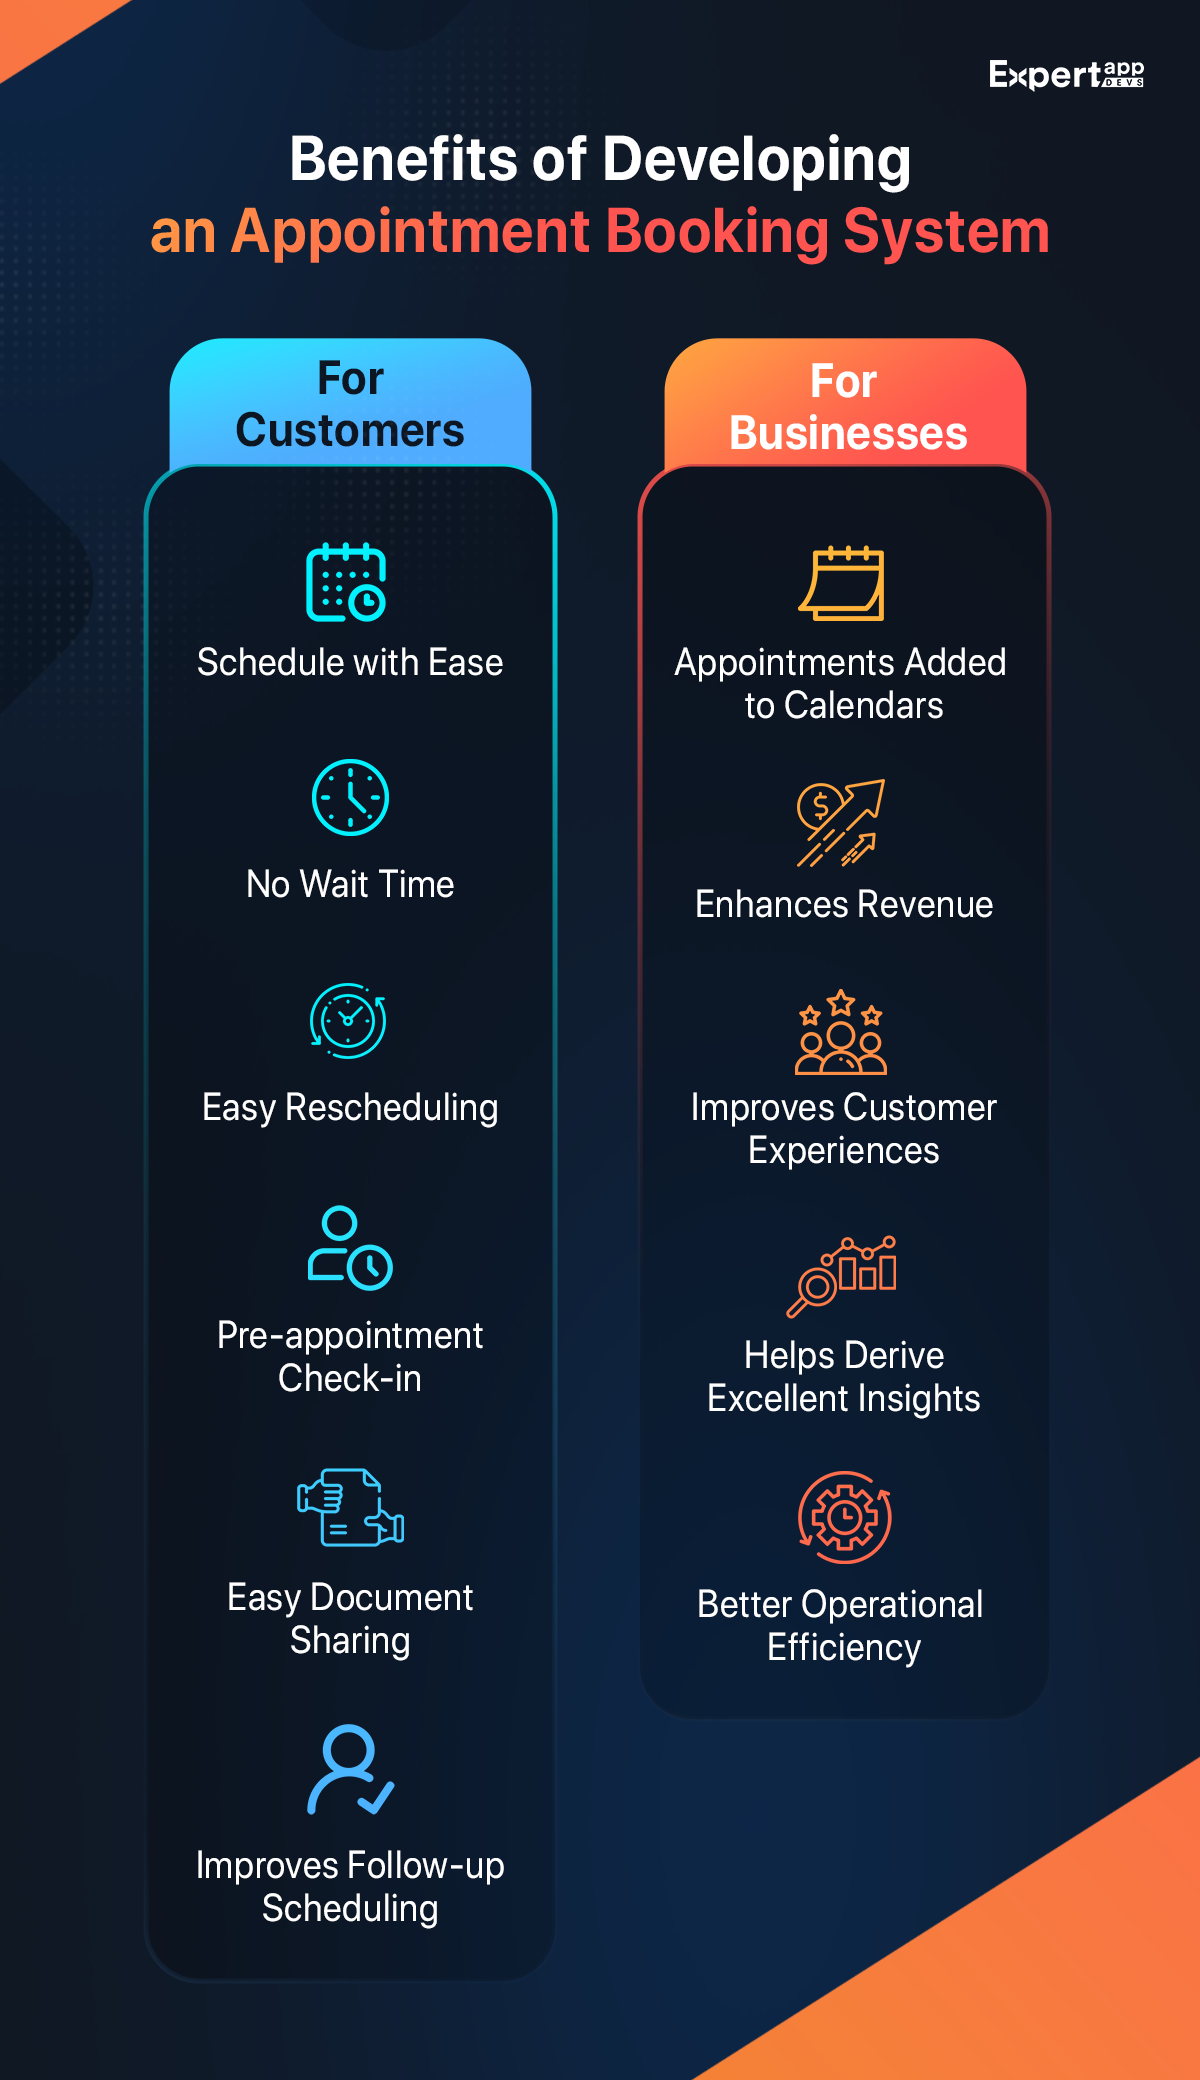 Expert app
DEVS
Benefits of Developing
an Appointment Booking System
For
Customers
Schedule with Ease
No Wait Time
Easy Rescheduling
Pre-appointment
Check-in
Easy Document
Sharing
Improves Follow-up
Scheduling
For
Businesses
Appointments Added
to Calendars
$
Enhances Revenue
Improves Customer
Experiences
Helps Derive
Excellent Insights
Better Operational
Efficiency